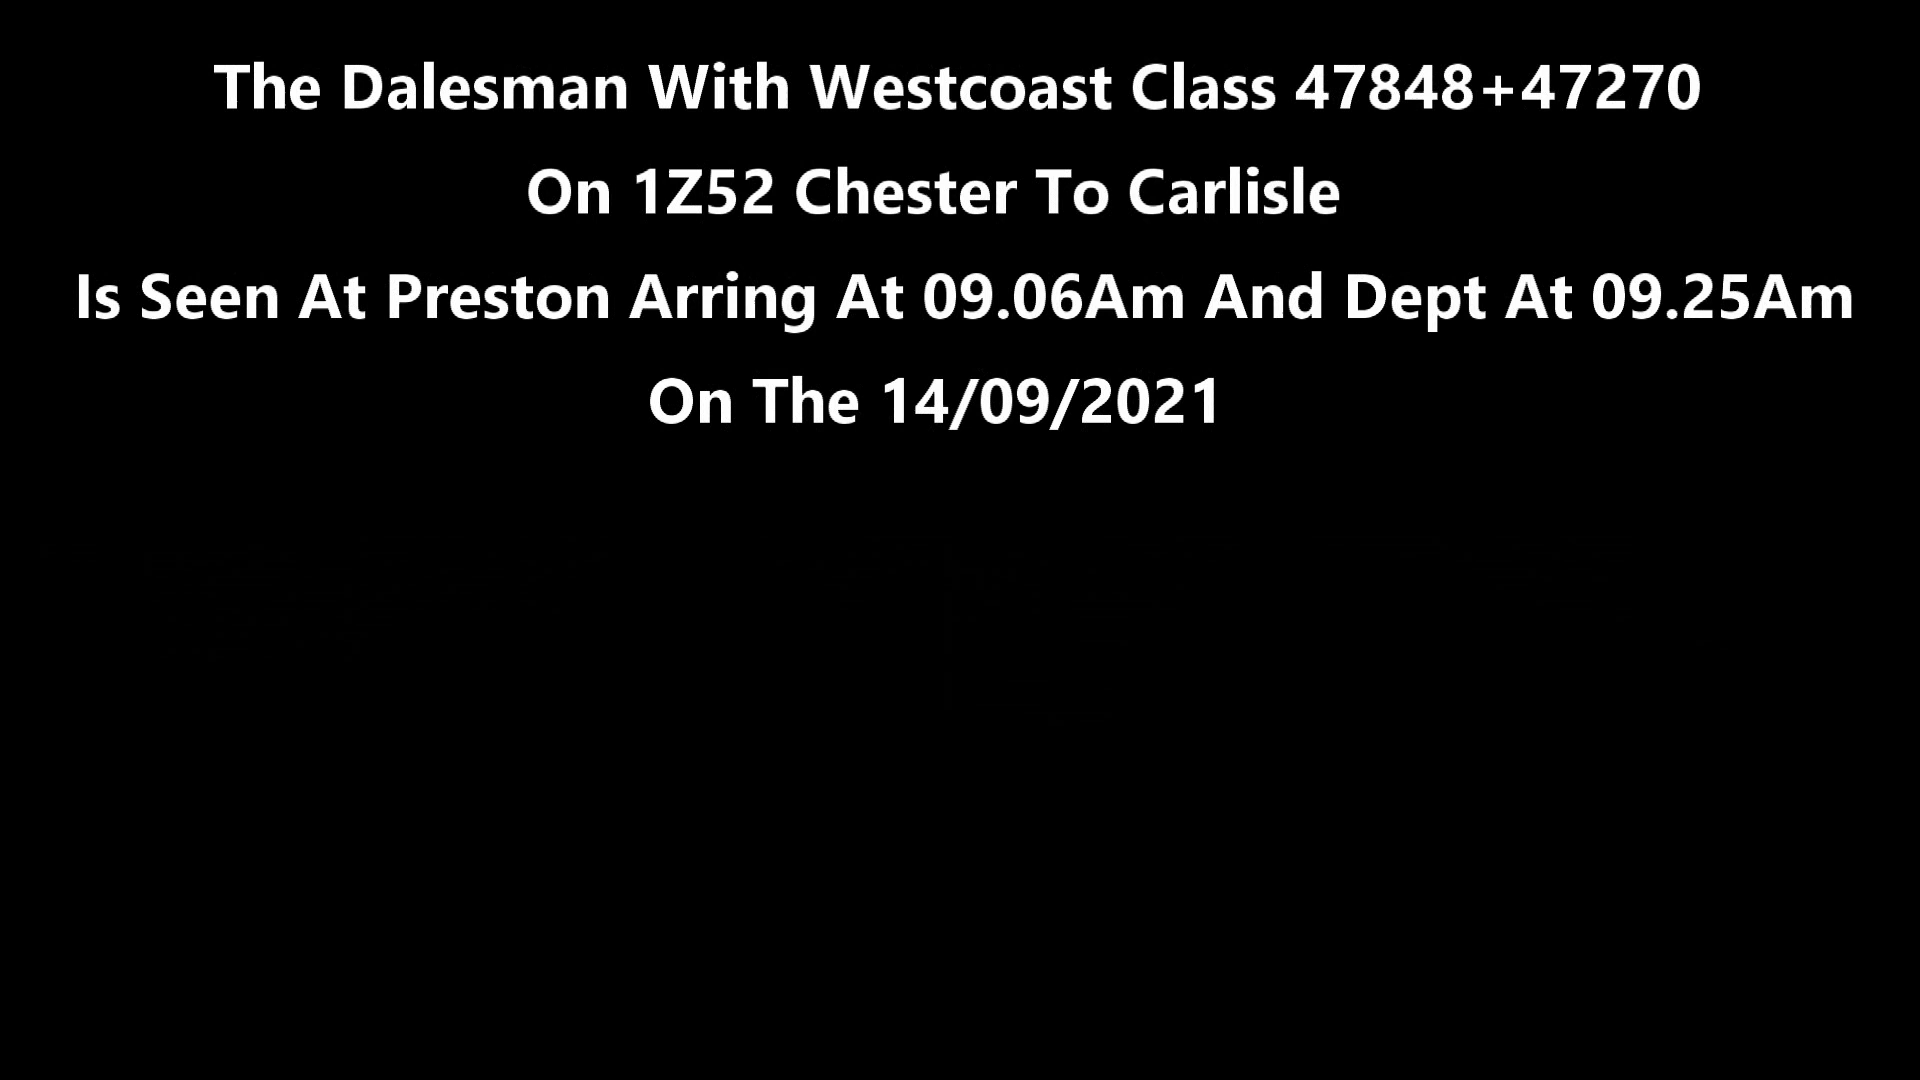 The Dalesman With Westcoast Class 47848+47270
On 1Z52 Chester To Carlisle
Is Seen At Preston Arring At 09.06Am And Dept At 09.25Am
On The 14/09/2021